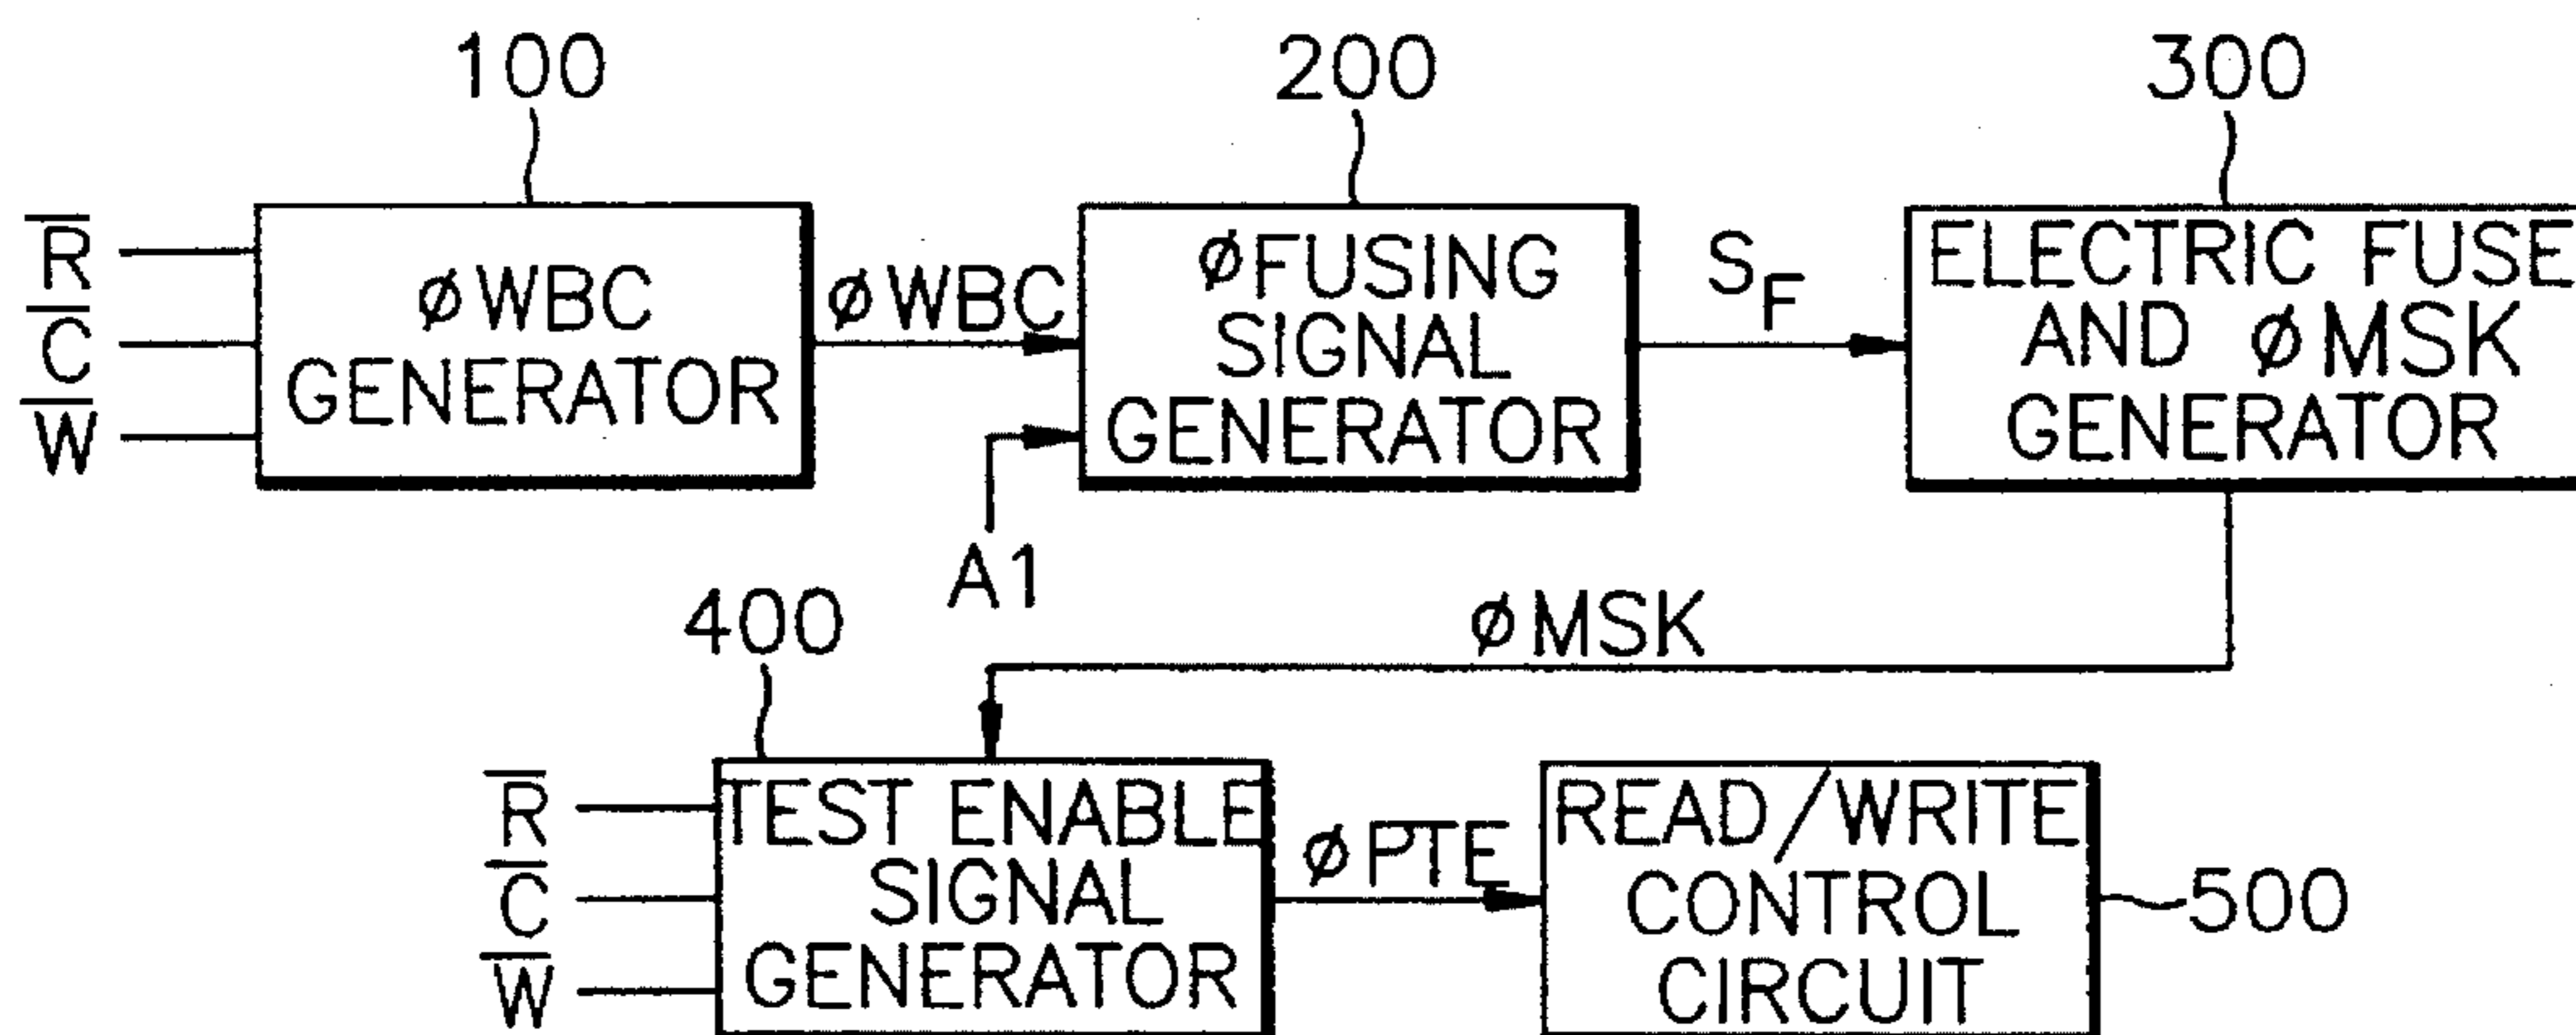 100
200
300
R̅
C̅
W̅
øWBC
GENERATOR
øWBC
øFUSING
SIGNAL
GENERATOR
A1
S_F
ELECTRIC FUSE
AND øMSK
GENERATOR
øMSK
400
R̅
C̅
W̅
TEST ENABLE
SIGNAL
GENERATOR
øP̅T̅E̅
READ/WRITE
CONTROL
CIRCUIT
500